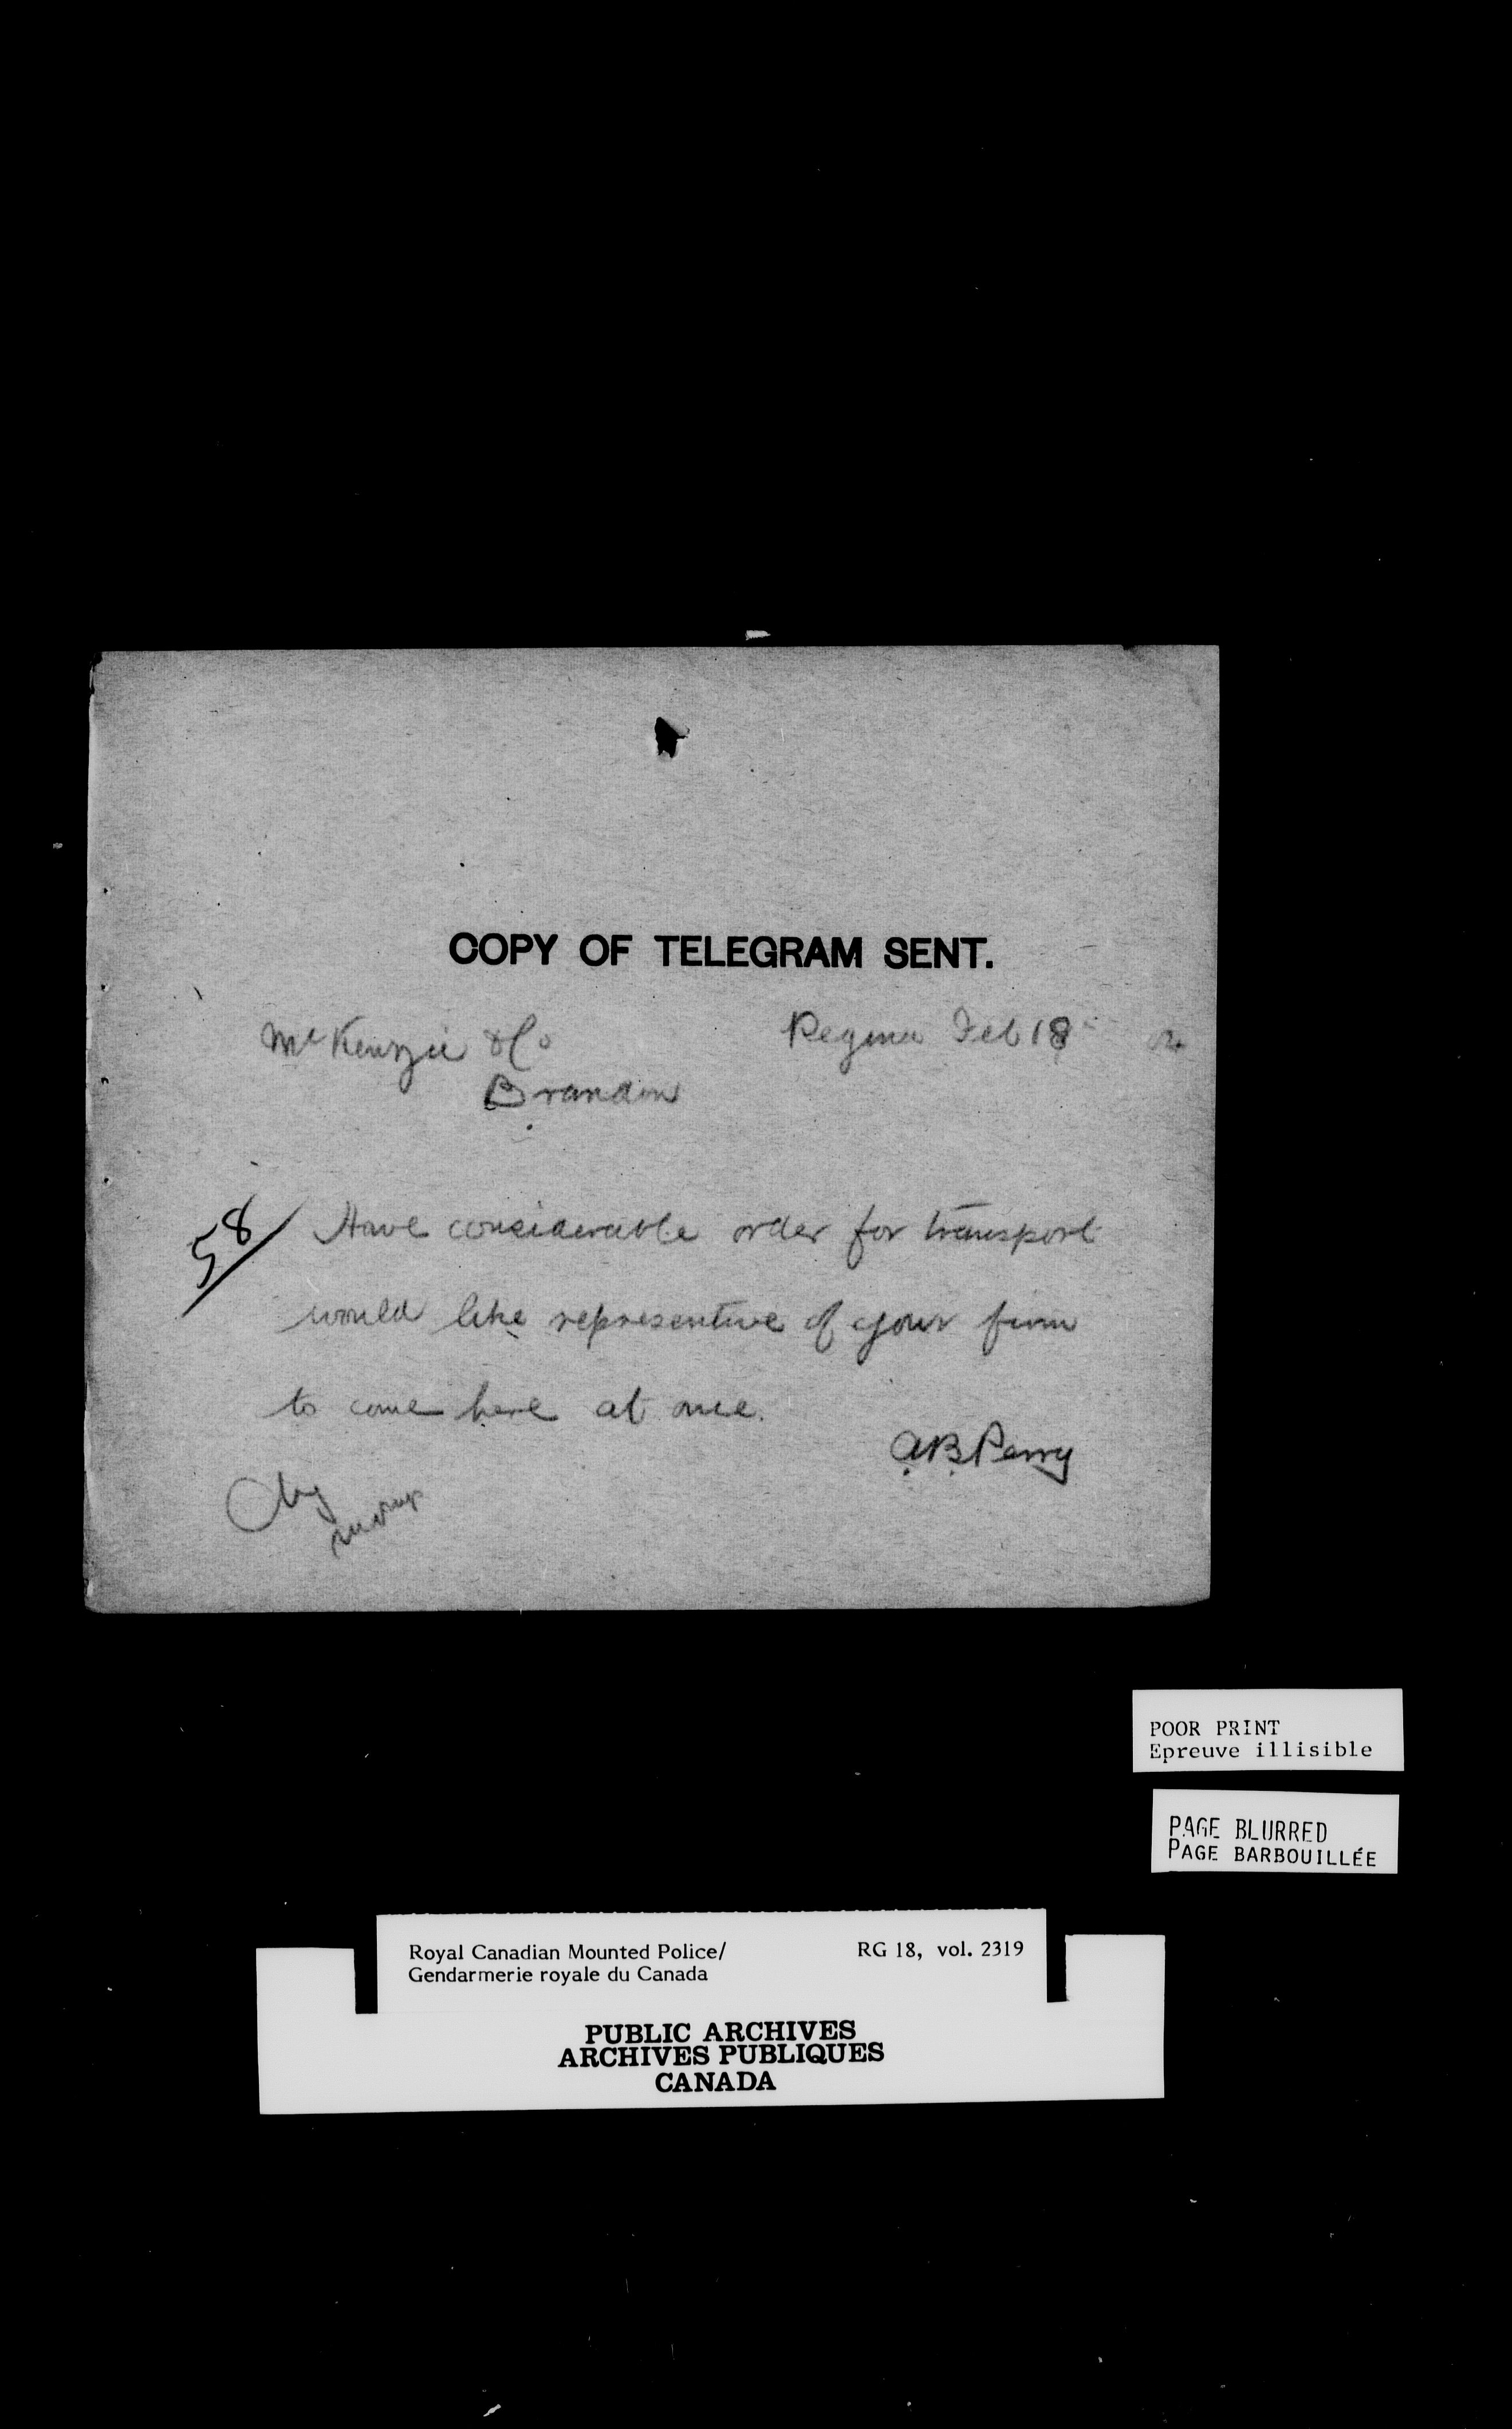 COPY OF TELEGRAM SENT.
McKenzie & Co Regina Feb 18 02
Brandon
58/ Have considerable order for transport
would like representive of your firm
to come here at once.
A.B. Perry
Chg
POOR PRINT
Epreuve illisible
PAGE BLURRED
PAGE BARBOUILLÉE
Royal Canadian Mounted Police/ RG 18, vol. 2319
Gendarmerie royale du Canada
PUBLIC ARCHIVES
ARCHIVES PUBLIQUES
CANADA